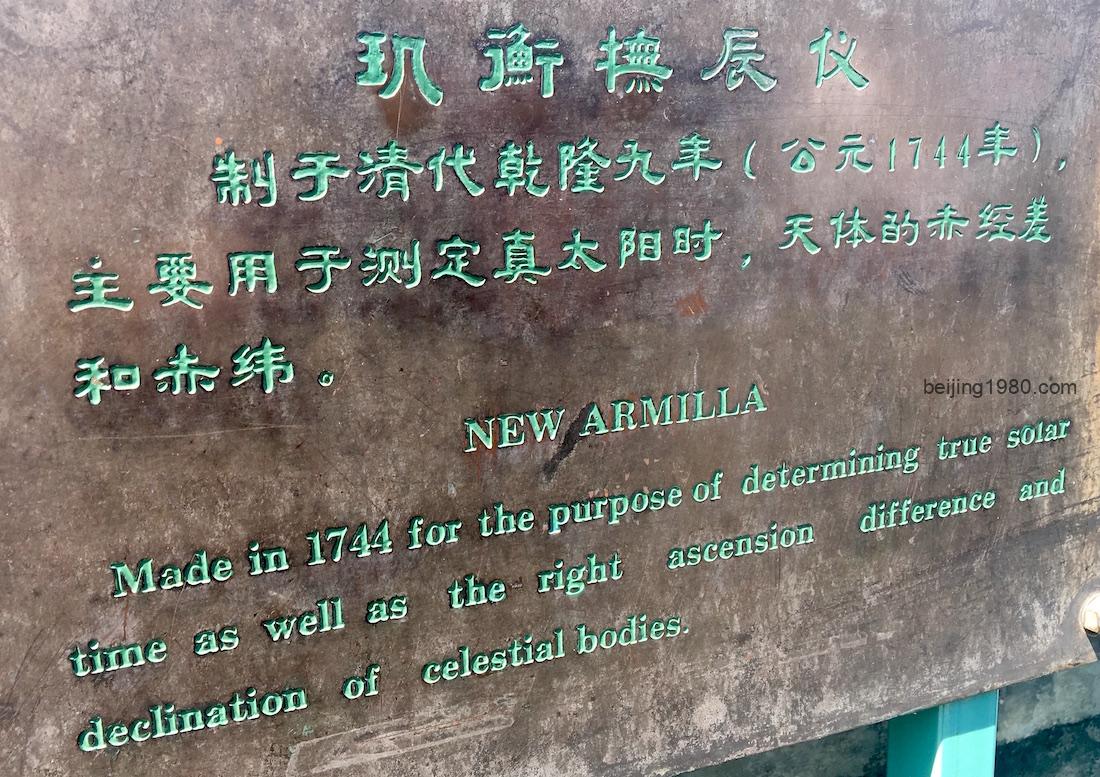 玑衡抚辰仪
制于清代乾隆九年(公元1744年),
主要用于测定真太阳时,天体的赤经差
和赤纬。
beijing1980.com
NEW ARMILLA
Made in 1744 for the purpose of determining true solar
time as well as the right ascension difference and
declination of celestial bodies.